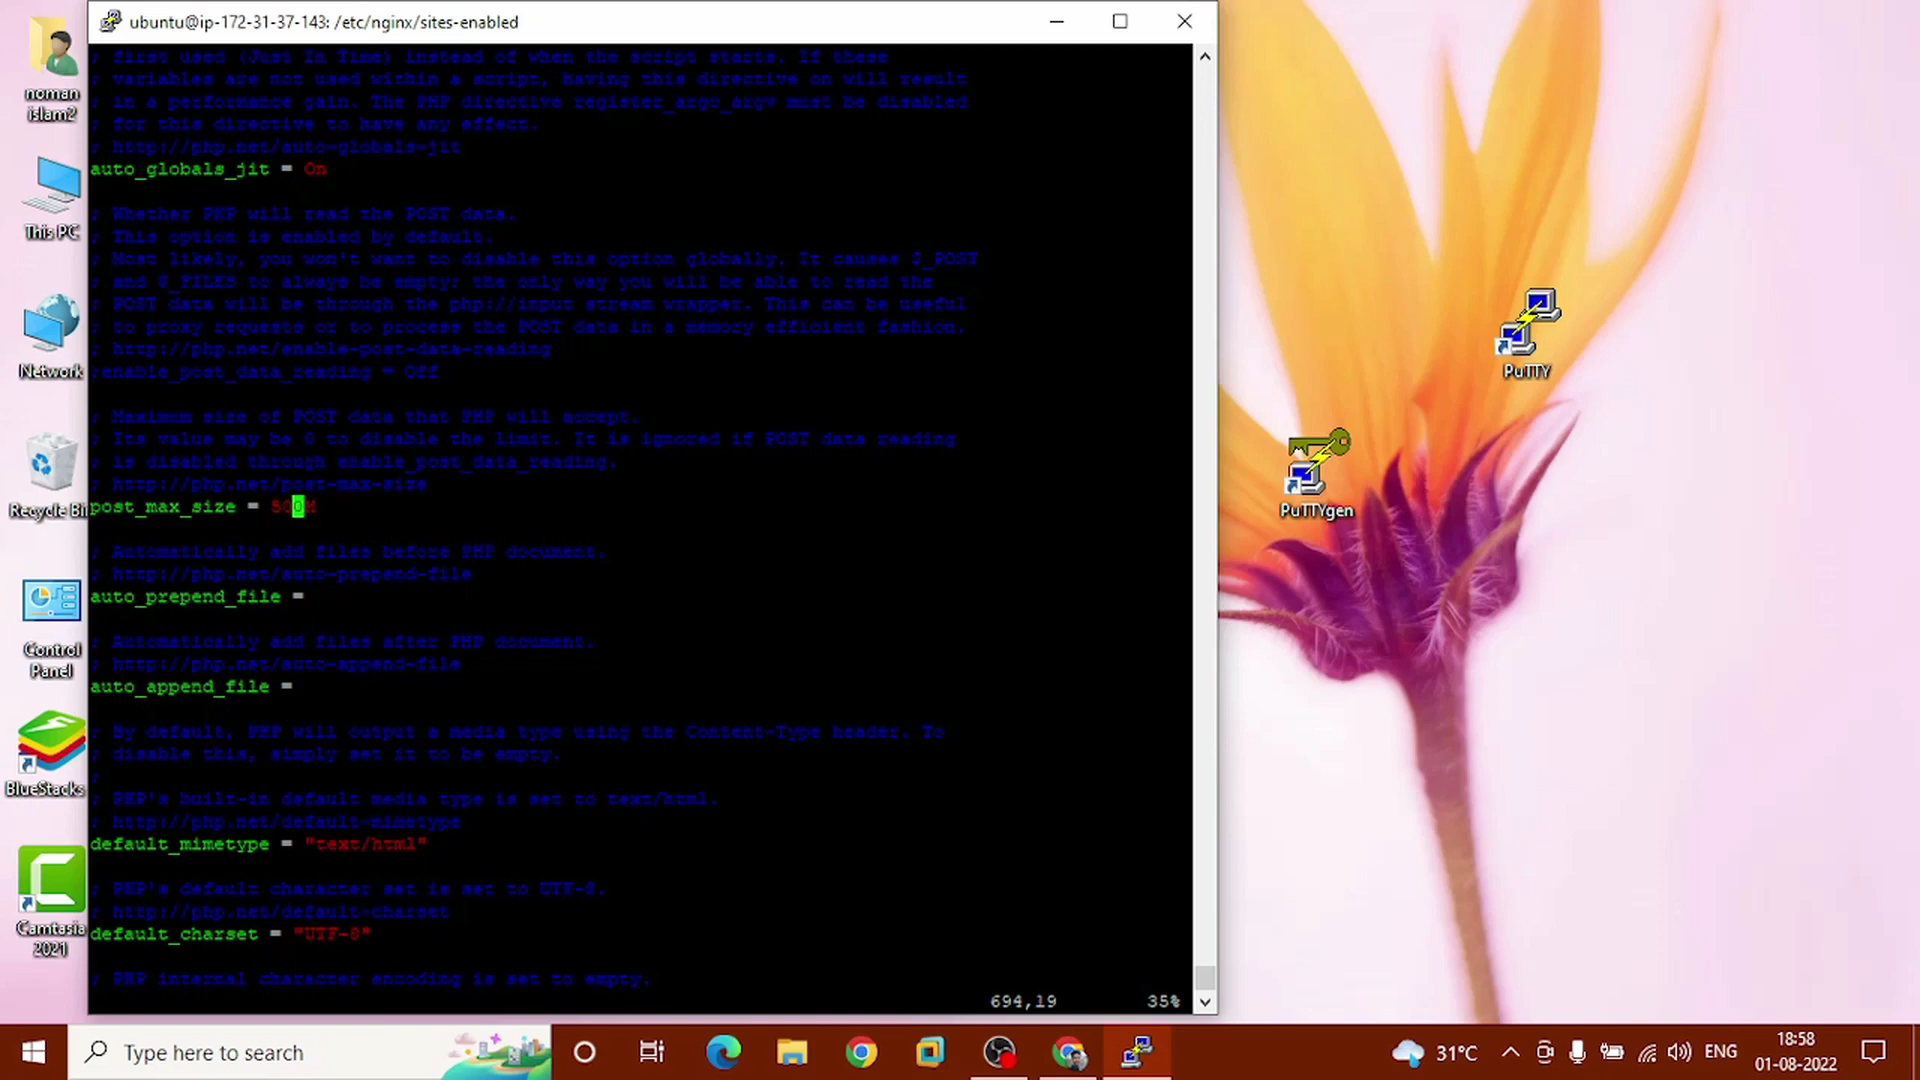 ubuntu@ip-172-31-37-143: /etc/nginx/sites-enabled
; first used (Just In Time) instead of when the script starts. If these
; variables are not used within a script, having this directive on will result
; in a performance gain. The PHP directive register_argc_argv must be disabled
; for this directive to have any effect.
; http://php.net/auto-globals-jit
auto_globals_jit = On
; Whether PHP will read the POST data.
; This option is enabled by default.
; Most likely, you won't want to disable this option globally. It causes $_POST
; and $_FILES to always be empty; the only way you will be able to read the
; POST data will be through the php://input stream wrapper. This can be useful
; to proxy requests or to process the POST data in a memory efficient fashion.
; http://php.net/enable-post-data-reading
;enable_post_data_reading = Off
; Maximum size of POST data that PHP will accept.
; Its value may be 0 to disable the limit. It is ignored if POST data reading
; is disabled through enable_post_data_reading.
; http://php.net/post-max-size
post_max_size = 500M
; Automatically add files before PHP document.
; http://php.net/auto-prepend-file
auto_prepend_file =
; Automatically add files after PHP document.
; http://php.net/auto-append-file
auto_append_file =
; By default, PHP will output a media type using the Content-Type header. To
; disable this, simply set it to be empty.
;
; PHP's built-in default media type is set to text/html.
; http://php.net/default-mimetype
default_mimetype = "text/html"
; PHP's default character set is set to UTF-8.
; http://php.net/default-charset
default_charset = "UTF-8"
; PHP internal character encoding is set to empty.
694,19 35%
noman
islam2
This PC
Network
Recycle Bi
Control
Panel
BlueStacks
Camtasia
2021
PuTTY
PuTTYgen
Type here to search
31°C
ENG
18:58
01-08-2022